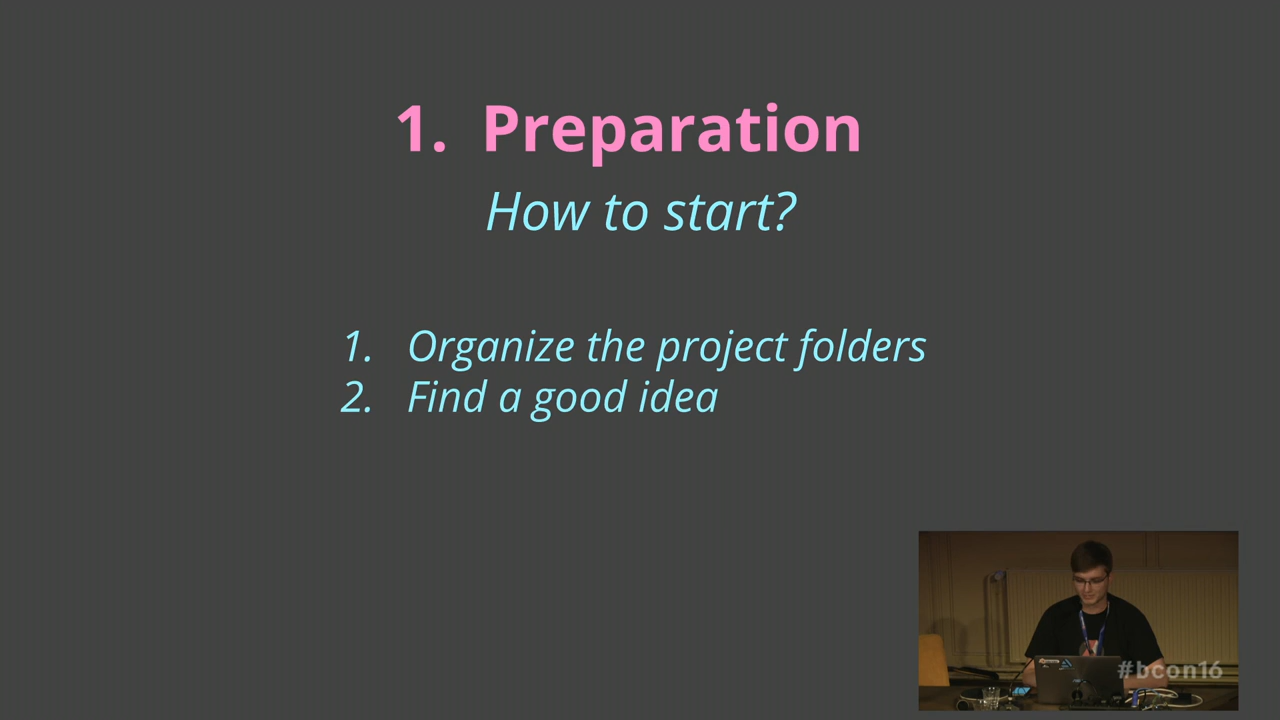 1. Preparation
How to start?
1. Organize the project folders
2. Find a good idea
#bcon16